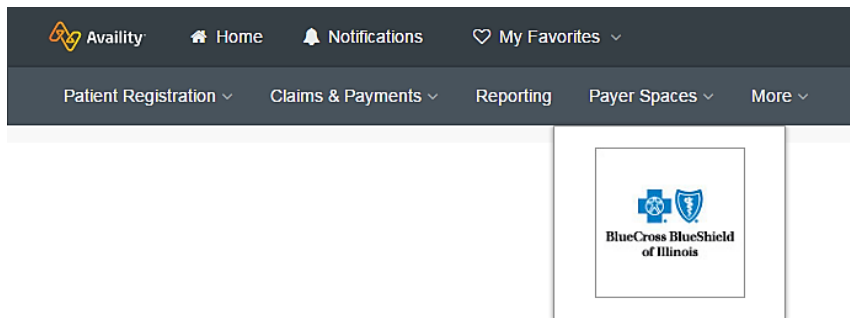 Availity Home Notifications My Favorites
Patient Registration Claims & Payments Reporting Payer Spaces More
BlueCross BlueShield
of Illinois